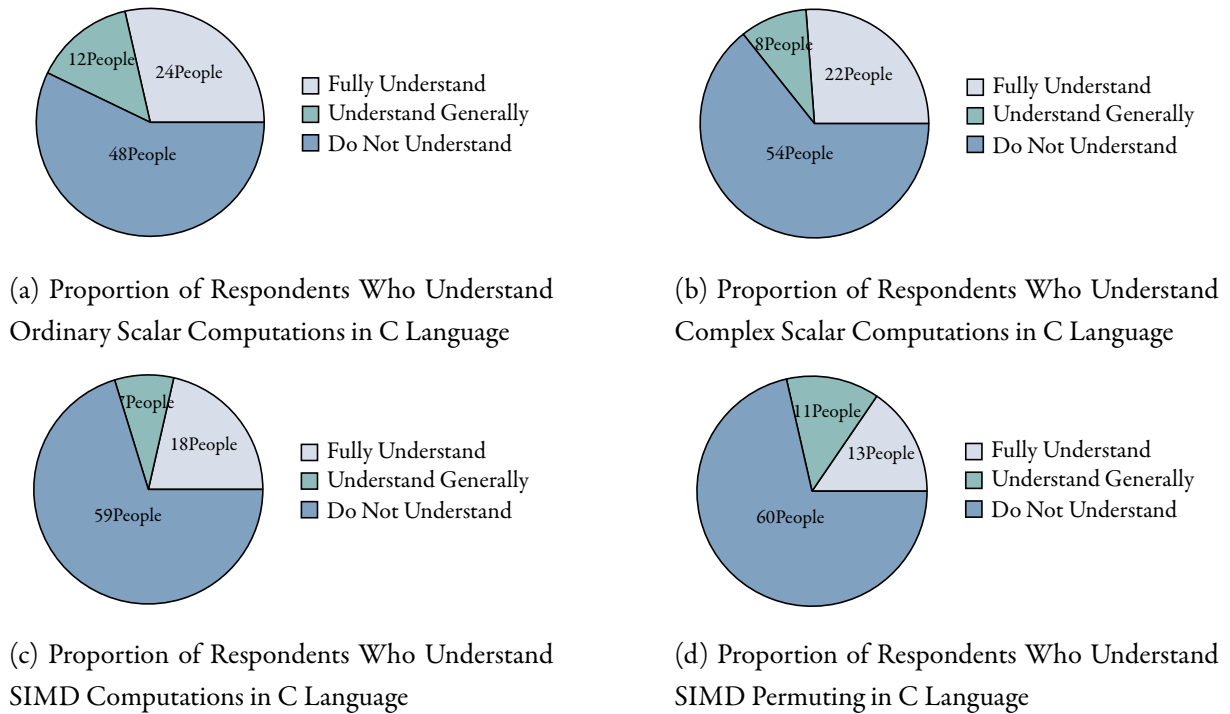 12People
24People
48People
Fully Understand
Understand Generally
Do Not Understand
(a) Proportion of Respondents Who Understand
Ordinary Scalar Computations in C Language
8People
22People
54People
Fully Understand
Understand Generally
Do Not Understand
(b) Proportion of Respondents Who Understand
Complex Scalar Computations in C Language
7People
18People
59People
Fully Understand
Understand Generally
Do Not Understand
(c) Proportion of Respondents Who Understand
SIMD Computations in C Language
11People
13People
60People
Fully Understand
Understand Generally
Do Not Understand
(d) Proportion of Respondents Who Understand
SIMD Permuting in C Language